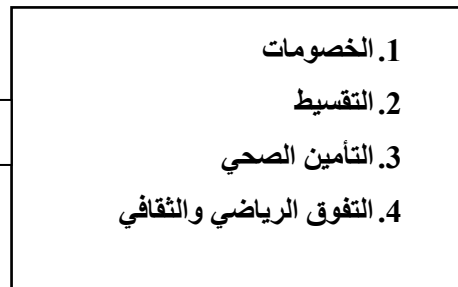 1. الخصومات
2. التقسيط
3. التأمين الصحي
4. التفوق الرياضي والثقافي